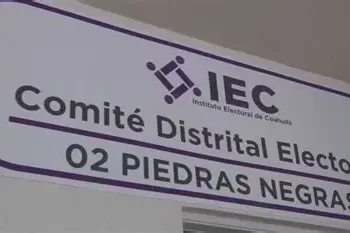 IEC
Instituto Electoral de Coahuila
Comité Distrital Electo
02 PIEDRAS NEGRAS